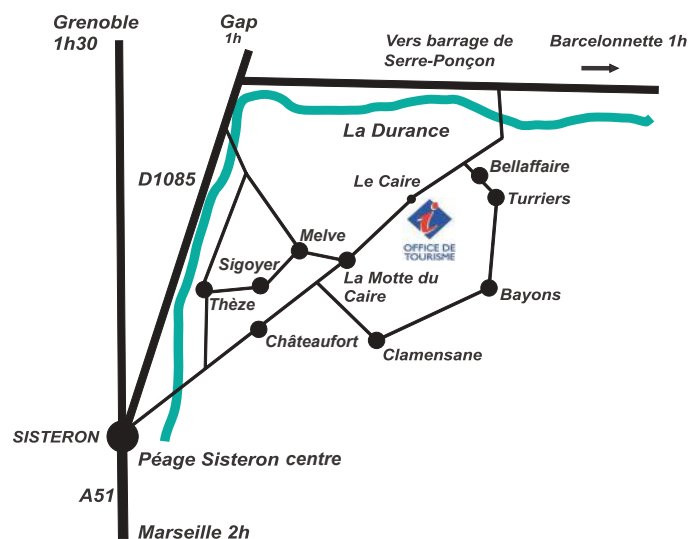 Grenoble
1h30
Gap
1h
Vers barrage de
Serre-Ponçon
Barcelonnette 1h
La Durance
D1085
Bellaffaire
Le Caire
Turriers
OFFICE DE
TOURISME
Melve
Sigoyer
La Motte du
Caire
Thèze
Bayons
Châteaufort
Clamensane
SISTERON
Péage Sisteron centre
A51
Marseille 2h